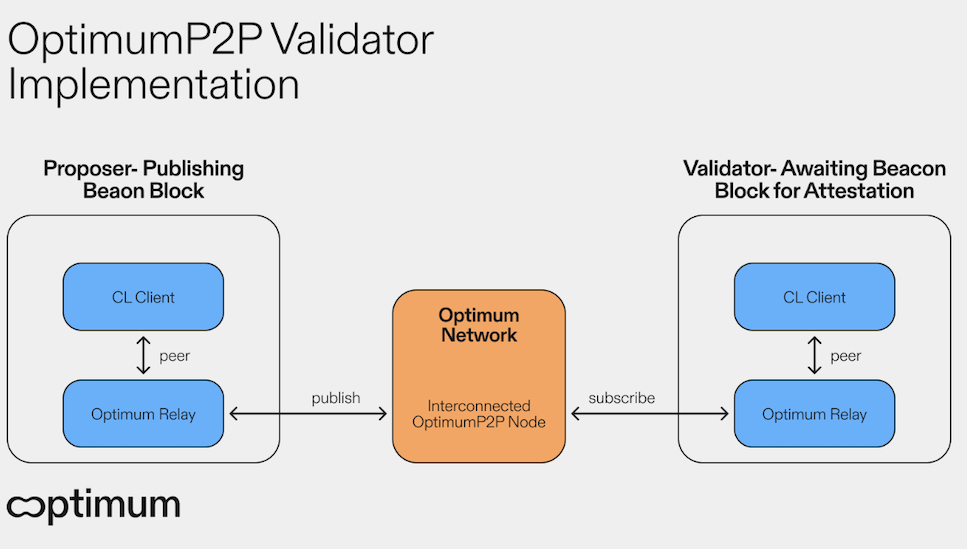 OptimumP2P Validator
Implementation
Proposer- Publishing
Beaon Block
Validator- Awaiting Beacon
Block for Attestation
CL Client
peer
Optimum Relay
publish
Optimum
Network
Interconnected
OptimumP2P Node
subscribe
CL Client
peer
Optimum Relay
optimum